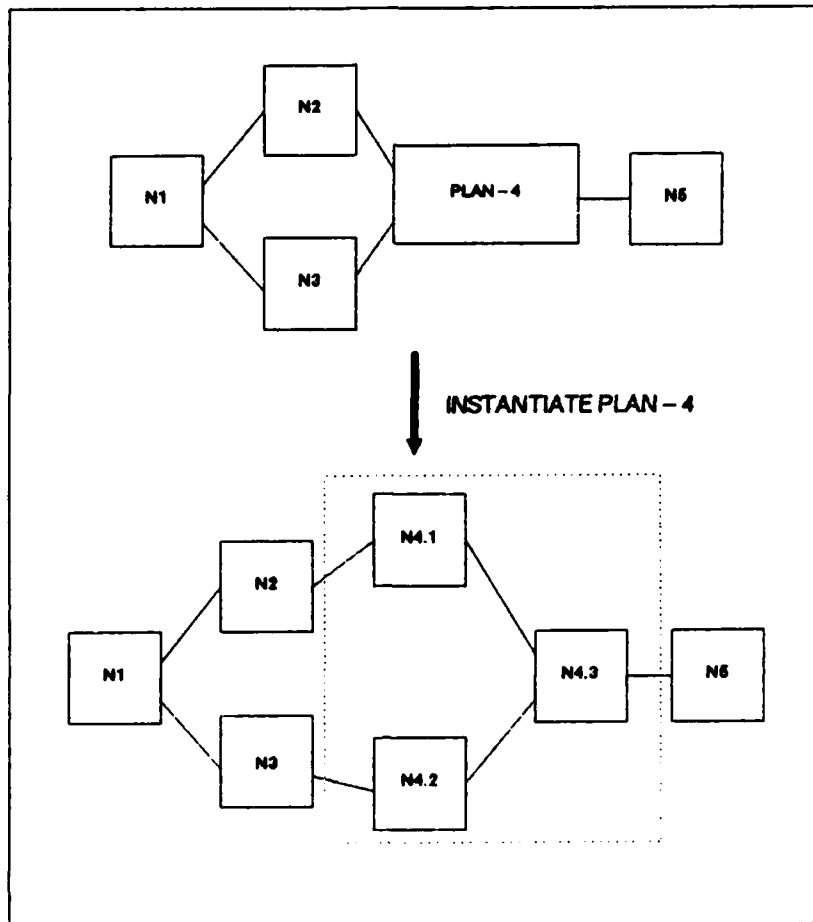 N2
N1
PLAN – 4
N5
N3
INSTANTIATE PLAN – 4
N4.1
N2
N1
N4.3
N5
N3
N4.2